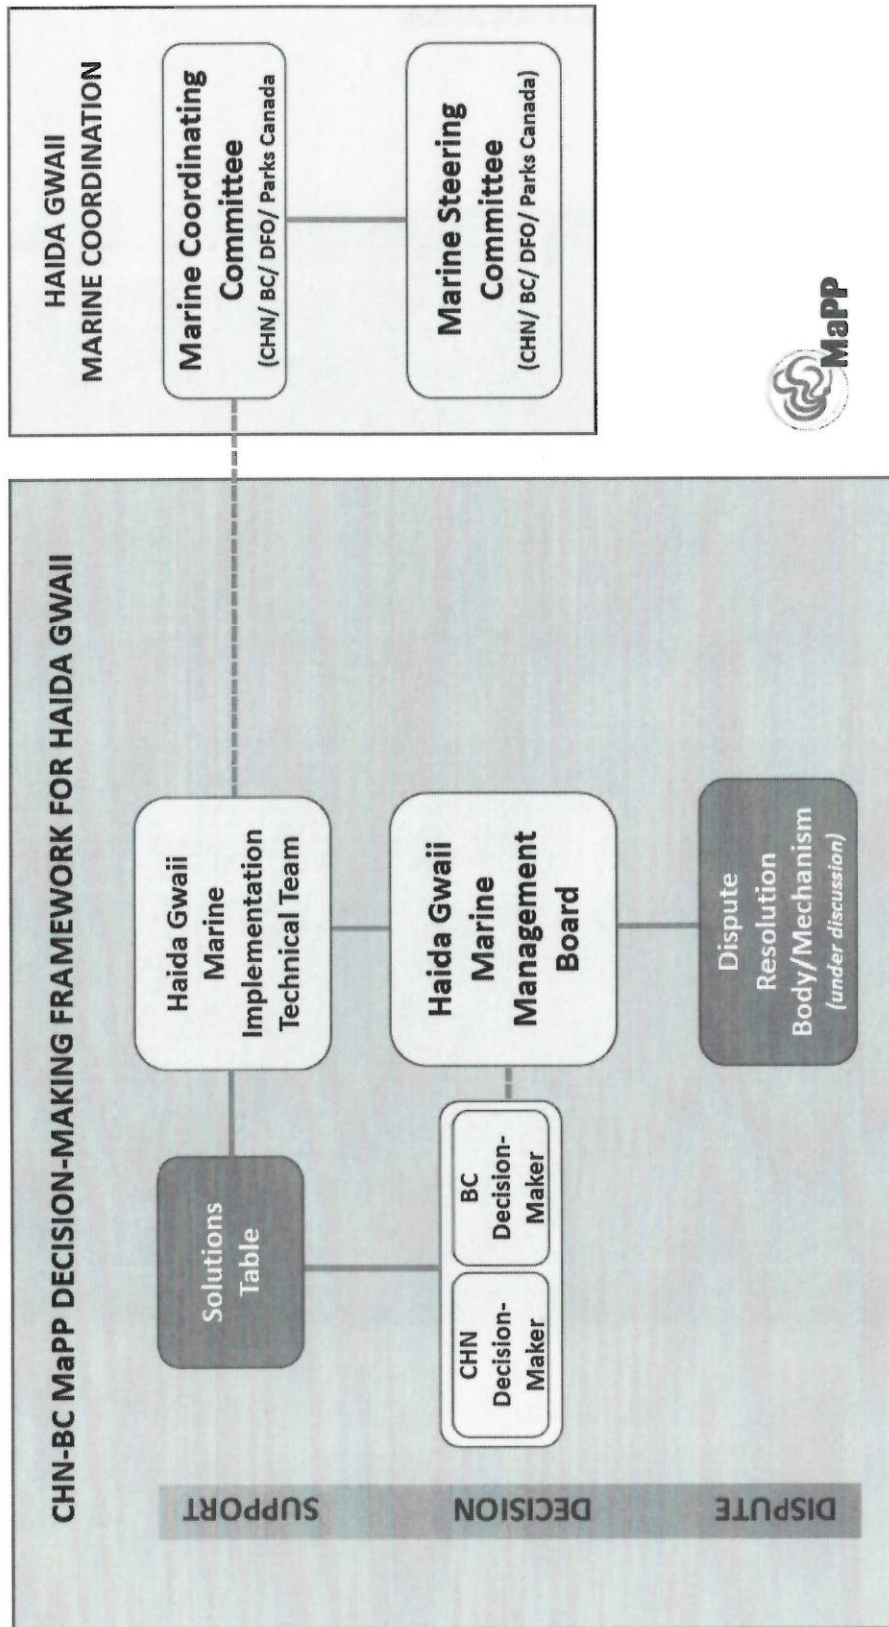 CHN-BC MaPP DECISION-MAKING FRAMEWORK FOR HAIDA GWAII
SUPPORT
DECISION
DISPUTE
Solutions
Table
Haida Gwaii
Marine
Implementation
Technical Team
CHN
Decision-
Maker
BC
Decision-
Maker
Haida Gwaii
Marine
Management
Board
Dispute
Resolution
Body/Mechanism
(under discussion)
HAIDA GWAII
MARINE COORDINATION
Marine Coordinating
Committee
(CHN/ BC/ DFO/ Parks Canada
Marine Steering
Committee
(CHN/ BC/ DFO/ Parks Canada)
MaPP